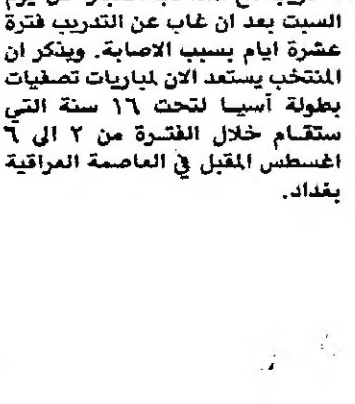 يوم
السبت بعد ان غاب عن التدريب فترة
عشرة ايام بسبب الاصابة. ويذكر ان
المنتخب يستعد الان لمباريات تصفيات
بطولة آسيا لتحت ١٦ سنة التي
ستقام خلال الفترة من ٢ الى ٦
اغسطس المقبل في العاصمة العراقية
بغداد.